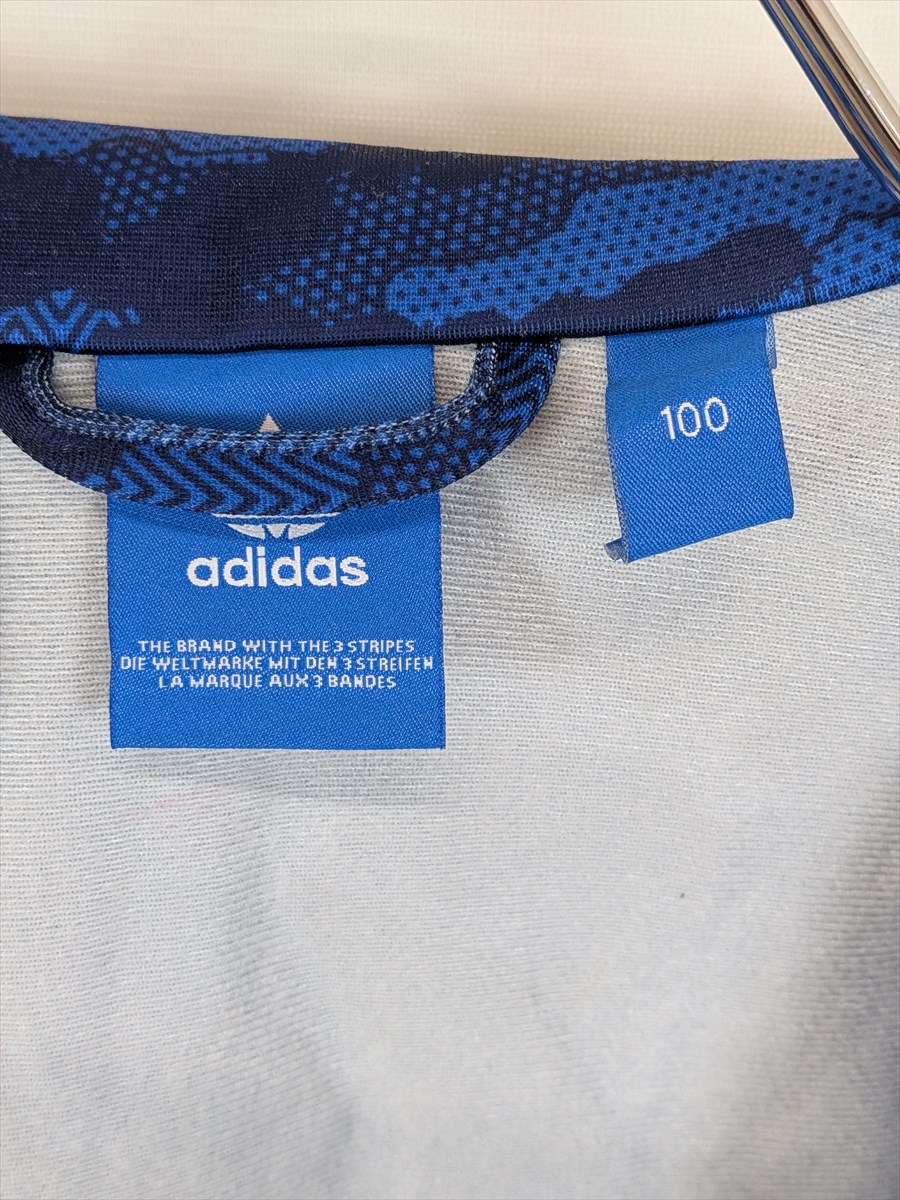 100
adidas
THE BRAND WITH THE 3 STRIPES
DIE WELTMARKE MIT DEN 3 STREIFEN
LA MARQUE AUX 3 BANDES